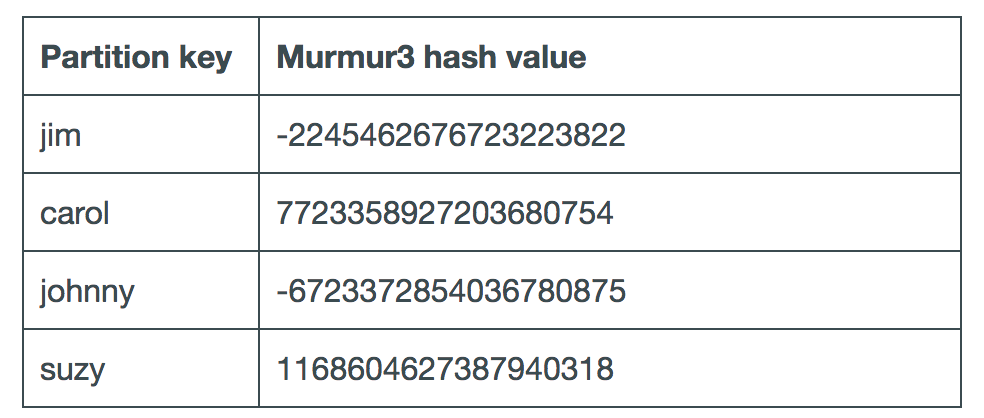 Partition key Murmur3 hash value
jim -2245462676723223822
carol 7723358927203680754
johnny -6723372854036780875
suzy 1168604627387940318